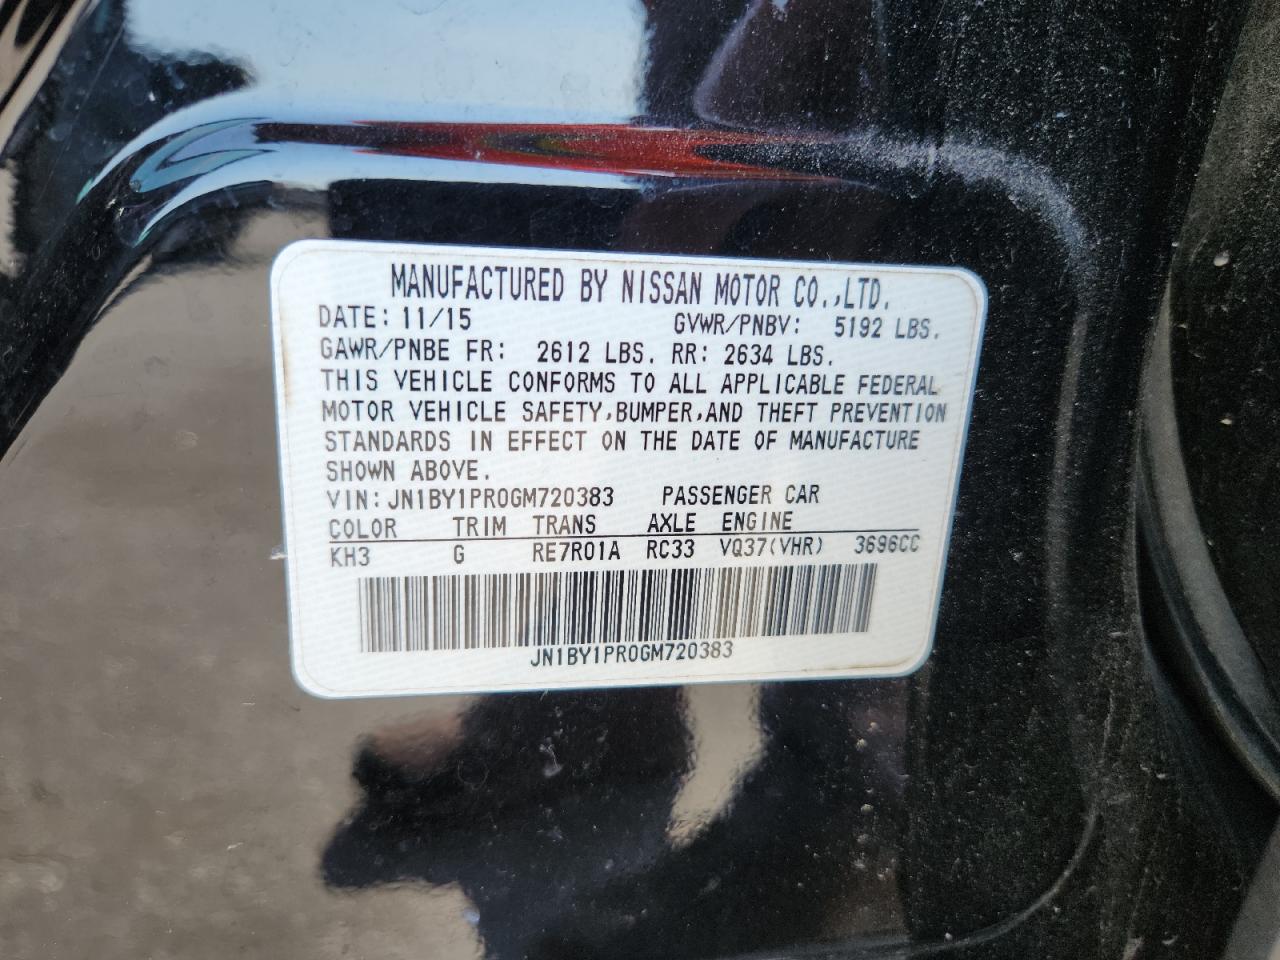 MANUFACTURED BY NISSAN MOTOR CO.,LTD.
DATE: 11/15 GVWR/PNBV: 5192 LBS.
GAWR/PNBE FR: 2612 LBS. RR: 2634 LBS.
THIS VEHICLE CONFORMS TO ALL APPLICABLE FEDERAL
MOTOR VEHICLE SAFETY,BUMPER,AND THEFT PREVENTION
STANDARDS IN EFFECT ON THE DATE OF MANUFACTURE
SHOWN ABOVE.
VIN: JN1BY1PR0GM720383 PASSENGER CAR
COLOR TRIM TRANS AXLE ENGINE
KH3 G RE7R01A RC33 VQ37(VHR) 3696CC
JN1BY1PR0GM720383